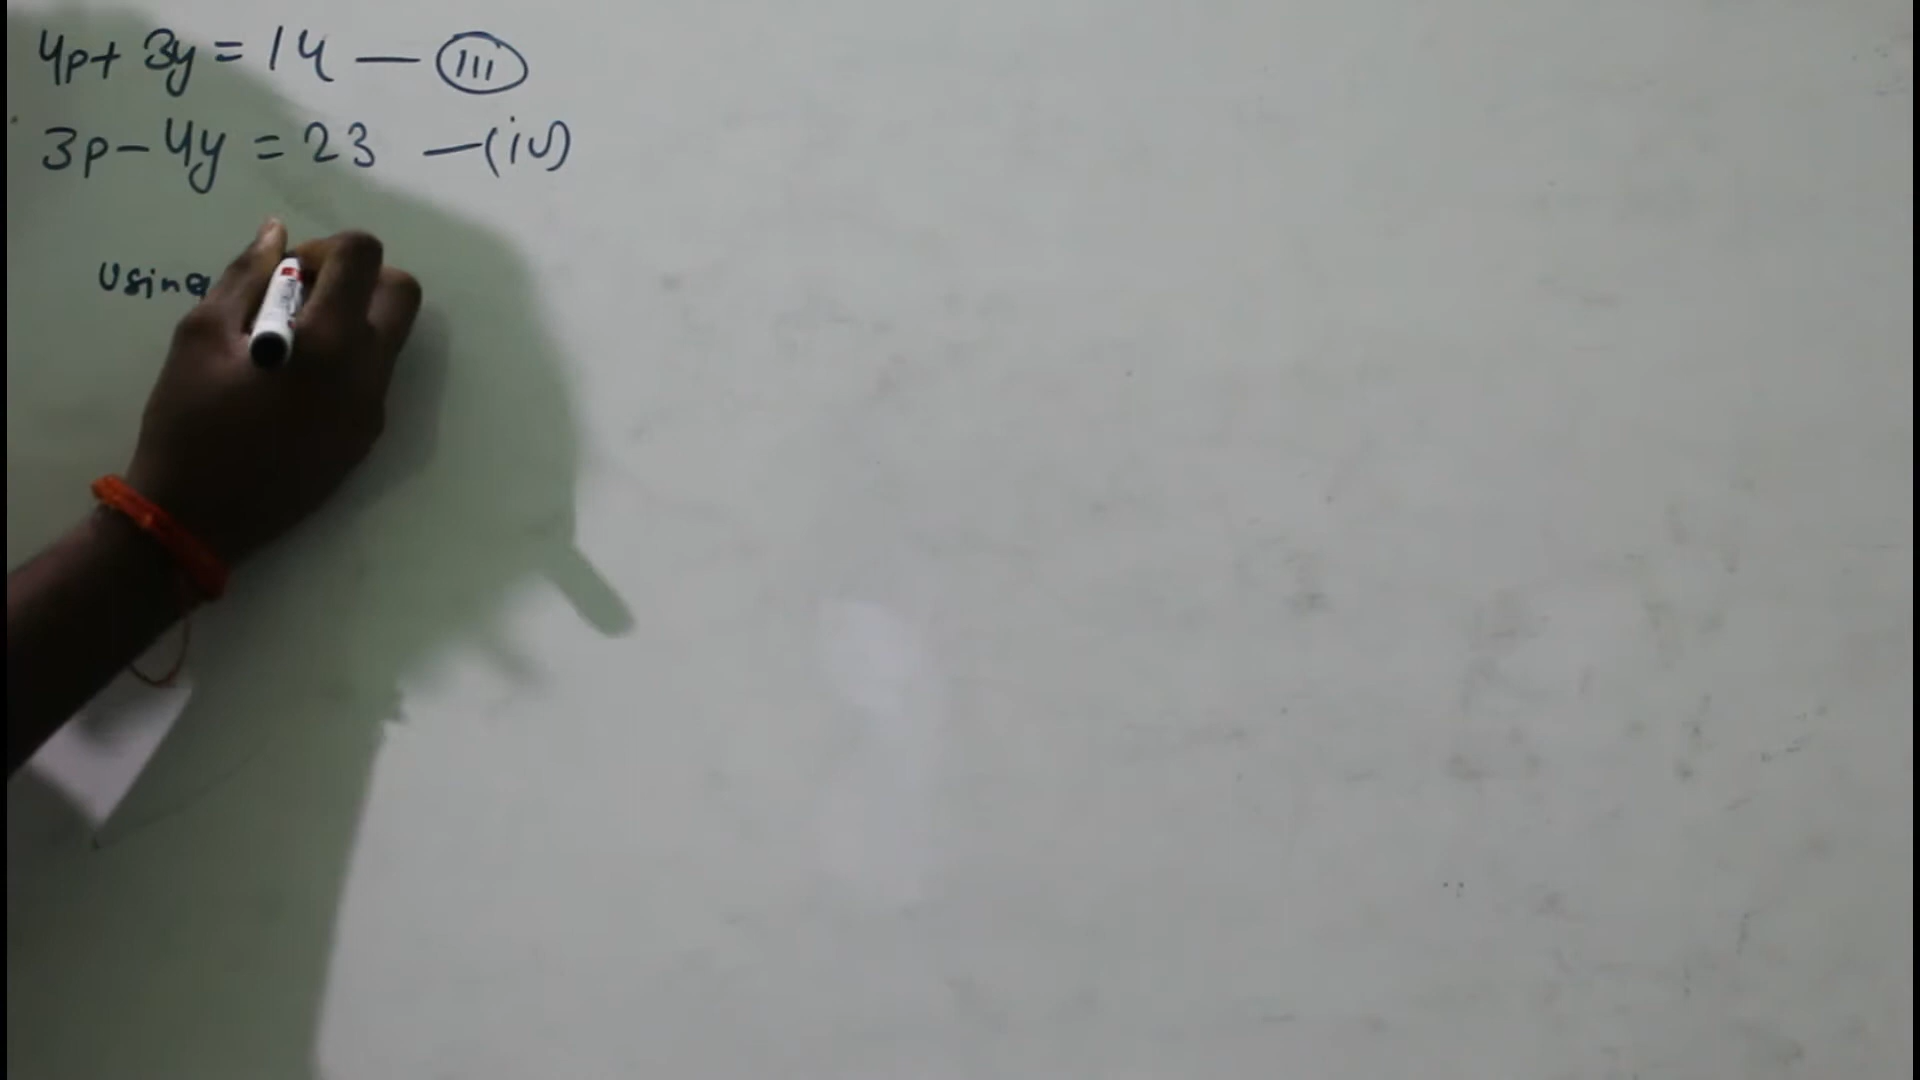 4p+ 3y = 14 — (III)
3p - 4y = 23 — (iv)
Using